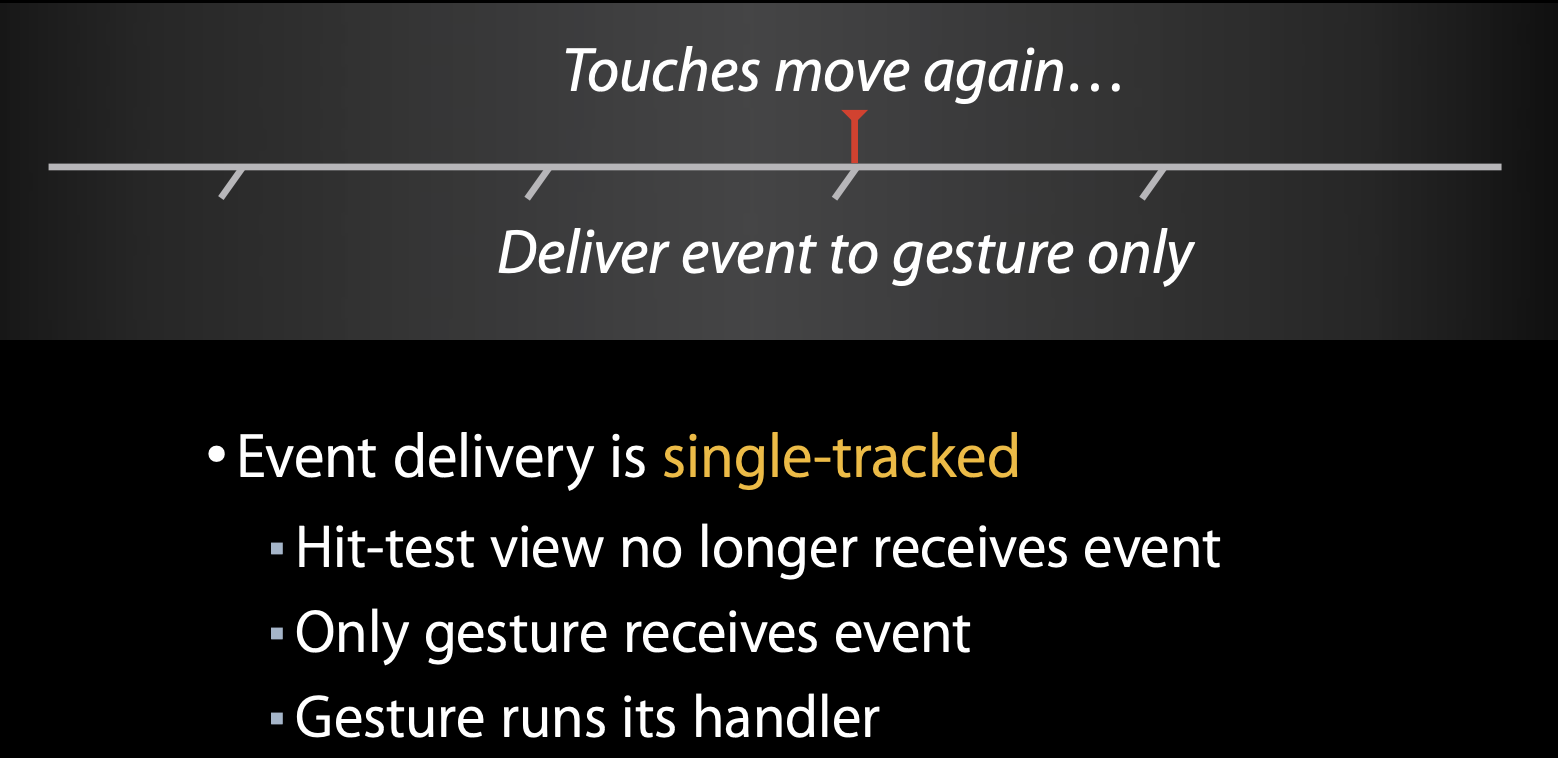 Touches move again…
Deliver event to gesture only
• Event delivery is single-tracked
▪ Hit-test view no longer receives event
▪ Only gesture receives event
▪ Gesture runs its handler